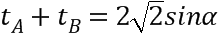 t_A + t_B = 2√2sinα